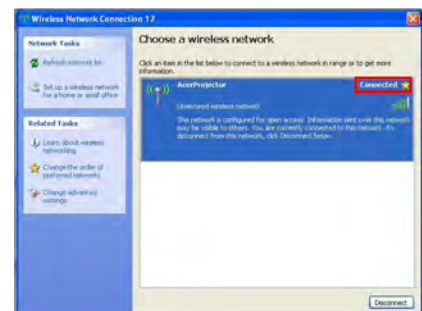 Wireless Network Connection 12
Network Tasks
Refresh network list
Set up a wireless network
for a home or small office
Related Tasks
Learn about wireless
networking
Change the order of
preferred networks
Change advanced
settings
Choose a wireless network
Click an item in the list below to connect to a wireless network in range or to get more
information.
AcerProjector
Connected
Unsecured wireless network
This network is configured for open access. Information sent over this network
may be visible to others. You are currently connected to this network. To
disconnect from this network, click Disconnect below.
Disconnect